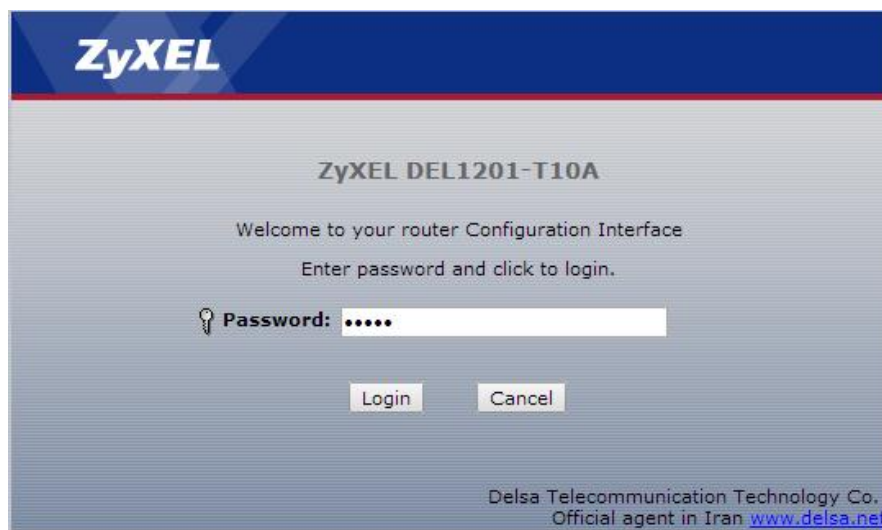 ZyXEL
ZyXEL DEL1201-T10A
Welcome to your router Configuration Interface
Enter password and click to login.
Password: •••••
Login Cancel
Delsa Telecommunication Technology Co.
Official agent in Iran www.delsa.net